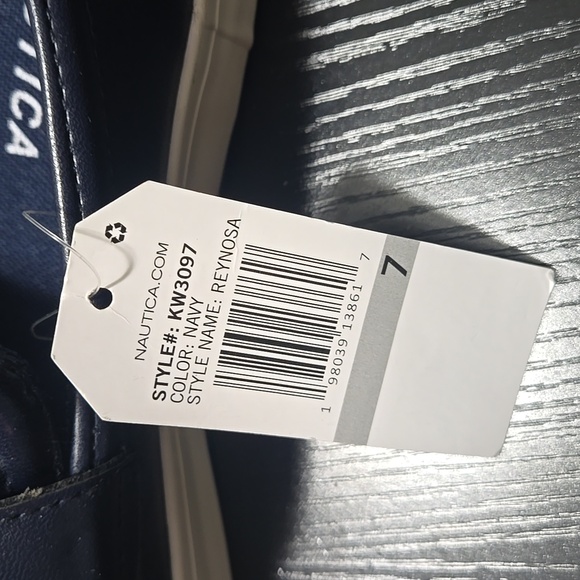 TICA
NAUTICA.COM
STYLE#: KW3097
COLOR: NAVY
STYLE NAME: REYNOSA
1 98039 13861 7
7